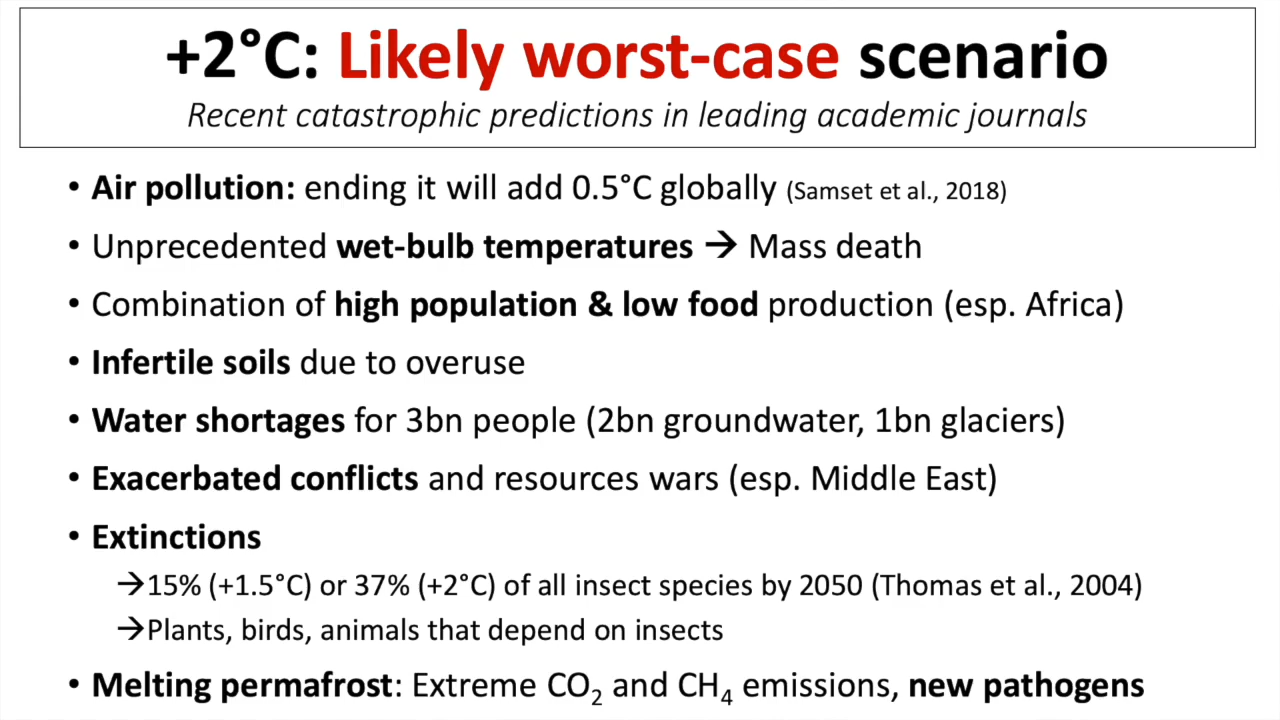 +2°C: Likely worst-case scenario
Recent catastrophic predictions in leading academic journals
• Air pollution: ending it will add 0.5°C globally (Samset et al., 2018)
• Unprecedented wet-bulb temperatures → Mass death
• Combination of high population & low food production (esp. Africa)
• Infertile soils due to overuse
• Water shortages for 3bn people (2bn groundwater, 1bn glaciers)
• Exacerbated conflicts and resources wars (esp. Middle East)
• Extinctions
→15% (+1.5°C) or 37% (+2°C) of all insect species by 2050 (Thomas et al., 2004)
→Plants, birds, animals that depend on insects
• Melting permafrost: Extreme CO₂ and CH₄ emissions, new pathogens